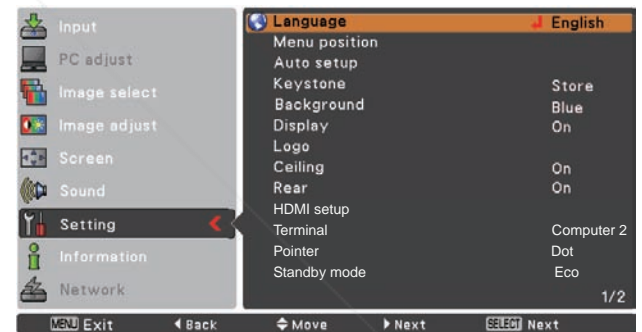 Input
PC adjust
Image select
Image adjust
Screen
Sound
Setting
Information
Network
Language English
Menu position
Auto setup
Keystone Store
Background Blue
Display On
Logo
Ceiling On
Rear On
HDMI setup
Terminal Computer 2
Pointer Dot
Standby mode Eco
1/2
MENU Exit Back Move Next SELECT Next